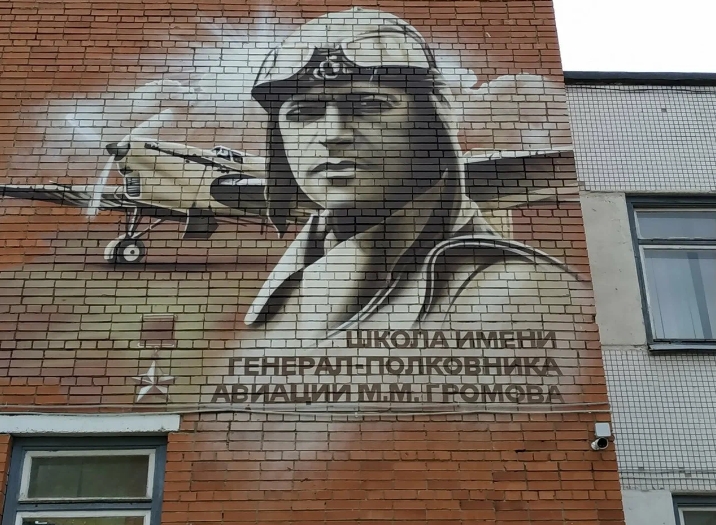 ШКОЛА ИМЕНИ
ГЕНЕРАЛ-ПОЛКОВНИКА
АВИАЦИИ М.М. ГРОМОВА